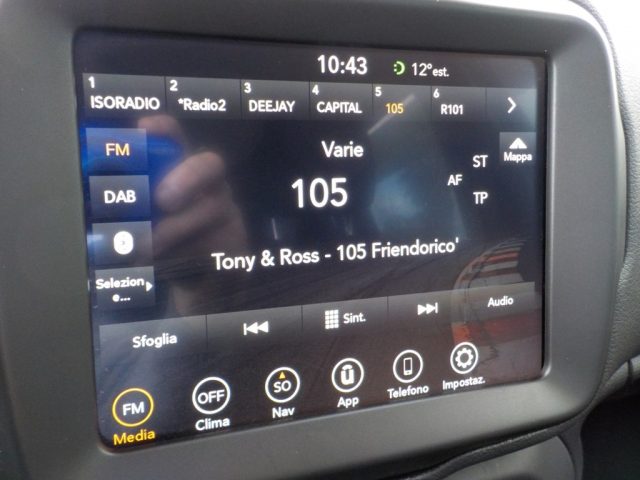 10:43 12°est.
1 ISORADIO
2 *Radio2
3 DEEJAY
4 CAPITAL
5 105
6 R101
FM
Varie
Mappa
ST
DAB
105
AF
TP
Tony & Ross - 105 Friendorico'
Selezion
e...
Sfoglia
Sint.
Audio
FM
Media
OFF
Clima
SO
Nav
App
Telefono
Impostaz.